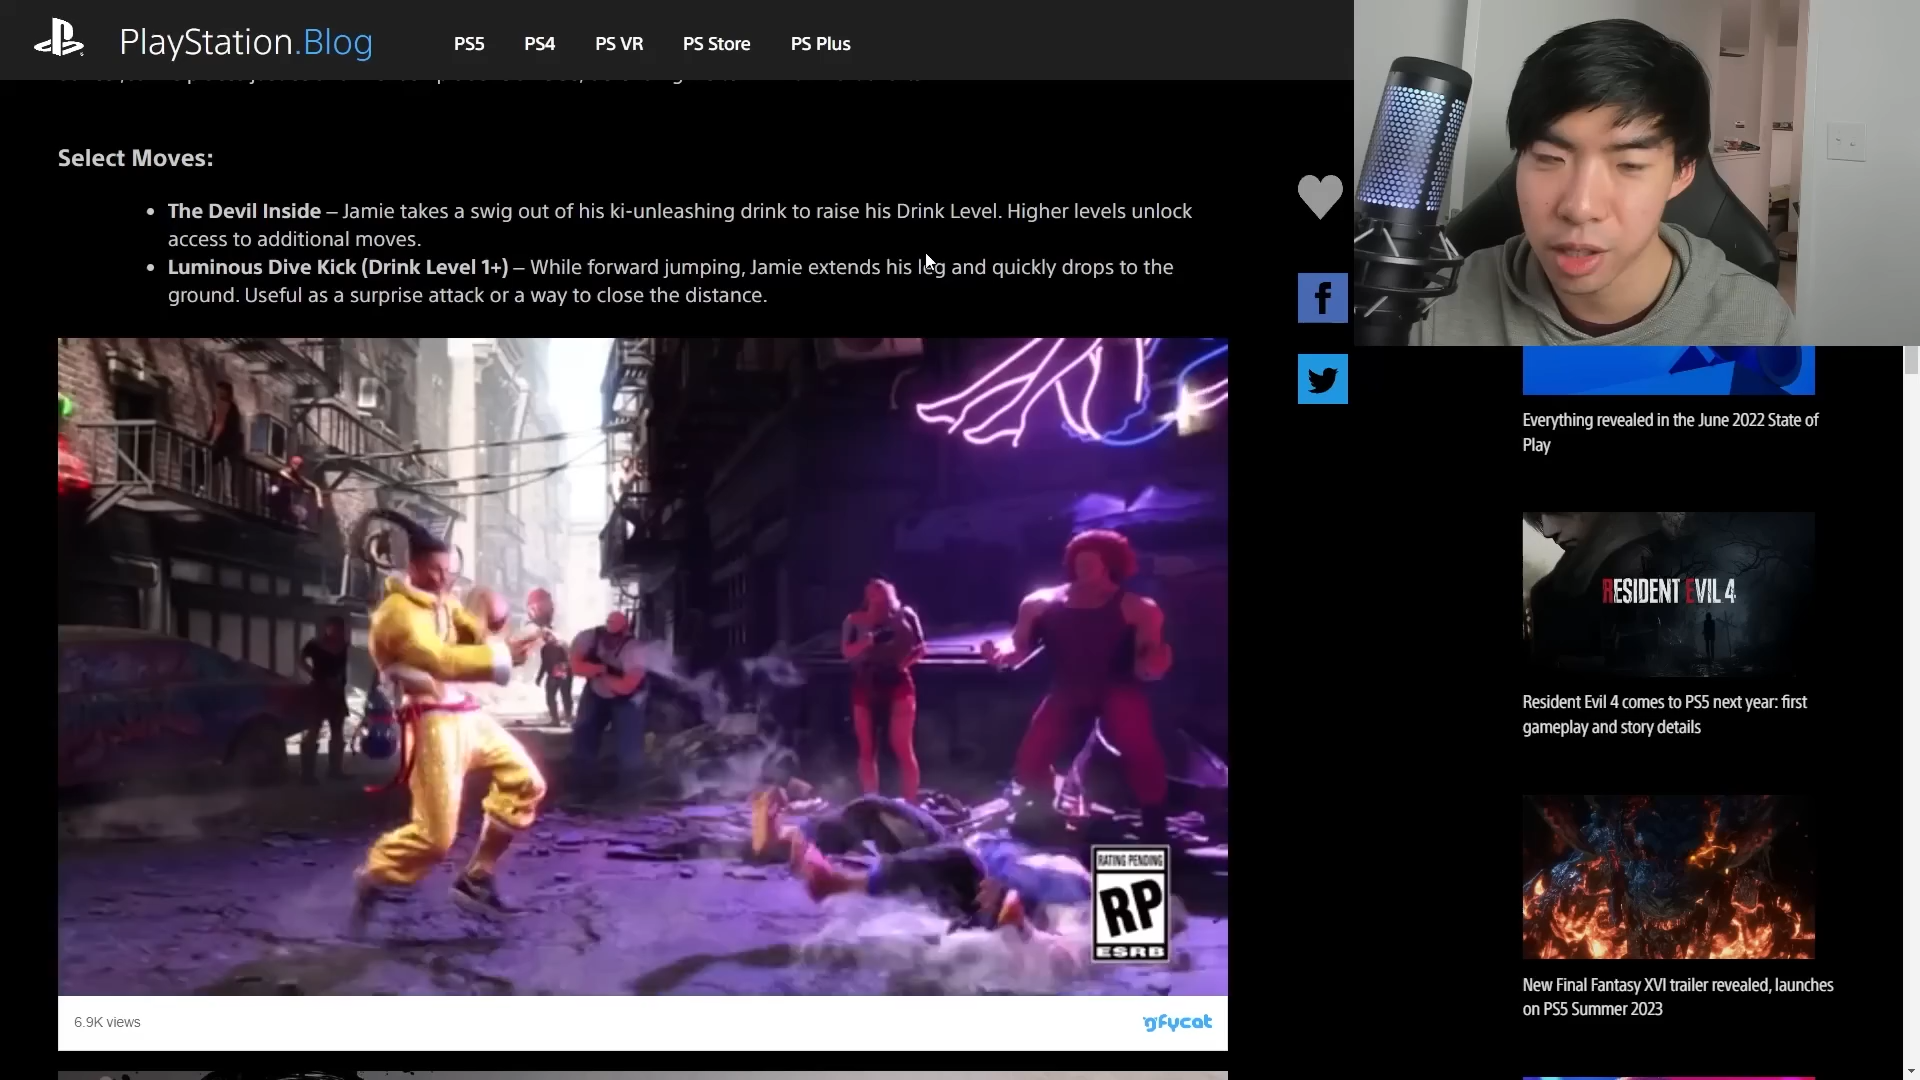 PlayStation.Blog
PS5
PS4
PS VR
PS Store
PS Plus
Select Moves:
• The Devil Inside – Jamie takes a swig out of his ki-unleashing drink to raise his Drink Level. Higher levels unlock
access to additional moves.
• Luminous Dive Kick (Drink Level 1+) – While forward jumping, Jamie extends his leg and quickly drops to the
ground. Useful as a surprise attack or a way to close the distance.
RATING PENDING
RP
ESRB
6.9K views
gfycat
Everything revealed in the June 2022 State of
Play
RESIDENT EVIL 4
Resident Evil 4 comes to PS5 next year: first
gameplay and story details
New Final Fantasy XVI trailer revealed, launches
on PS5 Summer 2023